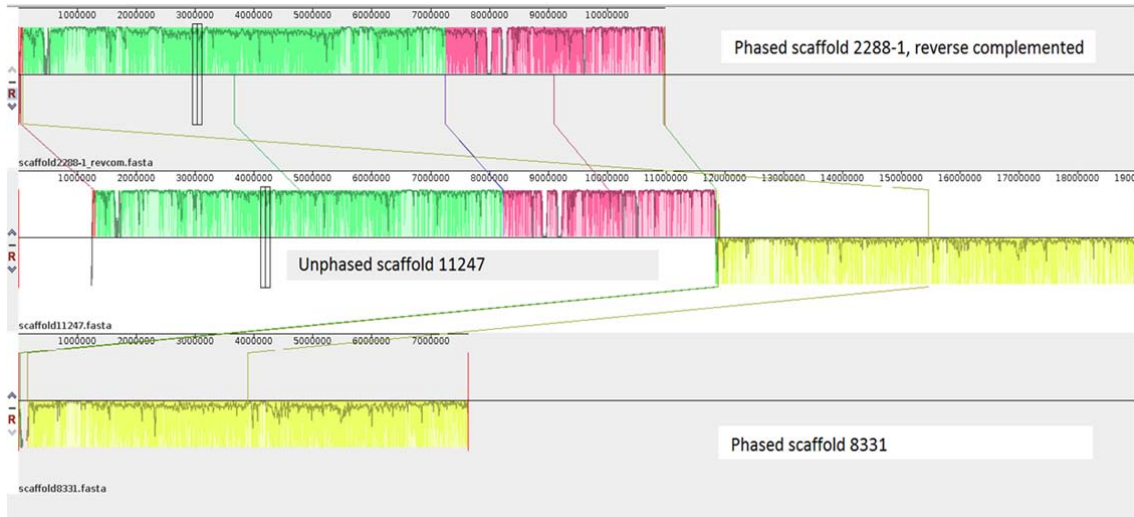 1000000 2000000 3000000 4000000 5000000 6000000 7000000 8000000 9000000 10000000
Phased scaffold 2288-1, reverse complemented
R
scaffold2288-1_revcom.fasta
1000000 2000000 3000000 4000000 5000000 6000000 7000000 8000000 9000000 10000000 11000000 12000000 13000000 14000000 15000000 16000000 17000000 18000000 1900
R
Unphased scaffold 11247
scaffold11247.fasta
1000000 2000000 3000000 4000000 5000000 6000000 7000000
R
Phased scaffold 8331
scaffold8331.fasta